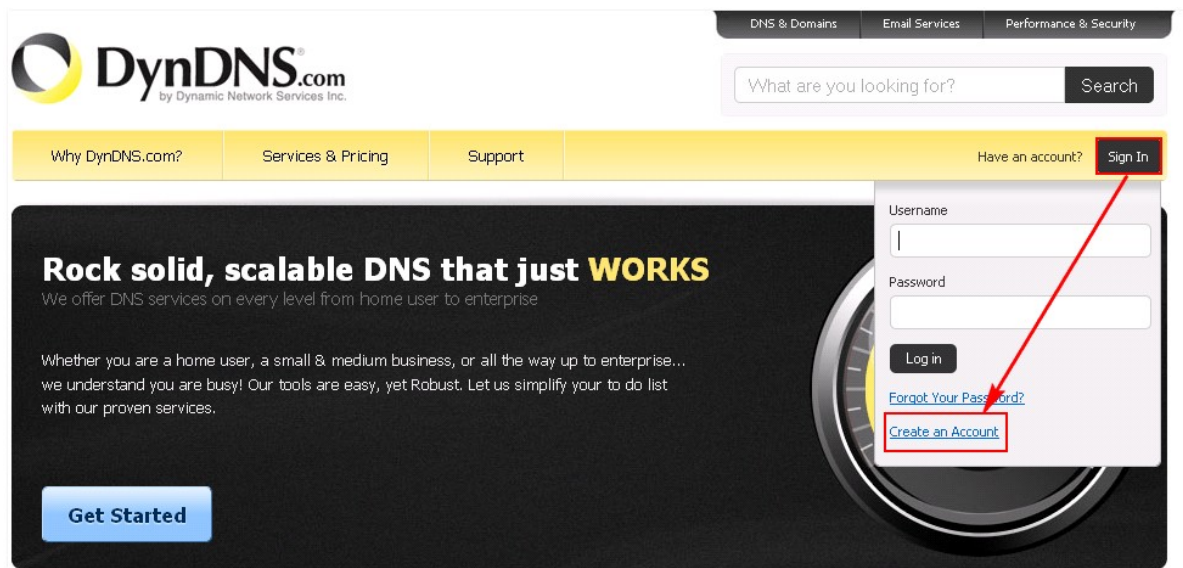 DNS & Domains
Email Services
Performance & Security
DynDNS.com
by Dynamic Network Services Inc.
What are you looking for?
Search
Why DynDNS.com?
Services & Pricing
Support
Have an account?
Sign In
Username
Password
Log in
Forgot Your Password?
Create an Account
Rock solid, scalable DNS that just WORKS
We offer DNS services on every level from home user to enterprise
Whether you are a home user, a small & medium business, or all the way up to enterprise...
we understand you are busy! Our tools are easy, yet Robust. Let us simplify your to do list
with our proven services.
Get Started